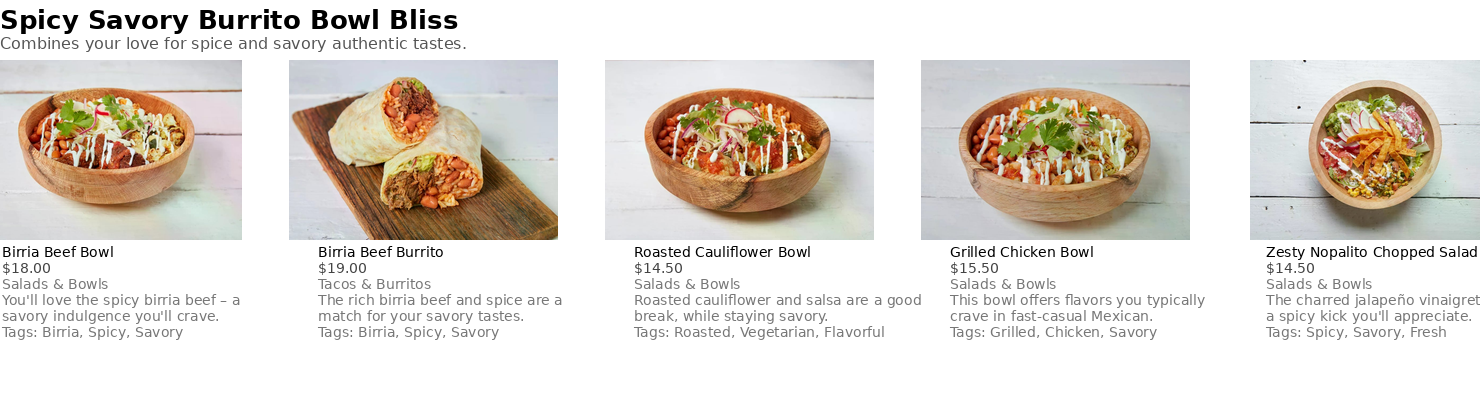 Spicy Savory Burrito Bowl Bliss
Combines your love for spice and savory authentic tastes.
Birria Beef Bowl
$18.00
Salads & Bowls
You'll love the spicy birria beef – a
savory indulgence you'll crave.
Tags: Birria, Spicy, Savory
Birria Beef Burrito
$19.00
Tacos & Burritos
The rich birria beef and spice are a
match for your savory tastes.
Tags: Birria, Spicy, Savory
Roasted Cauliflower Bowl
$14.50
Salads & Bowls
Roasted cauliflower and salsa are a good
break, while staying savory.
Tags: Roasted, Vegetarian, Flavorful
Grilled Chicken Bowl
$15.50
Salads & Bowls
This bowl offers flavors you typically
crave in fast-casual Mexican.
Tags: Grilled, Chicken, Savory
Zesty Nopalito Chopped Salad
$14.50
Salads & Bowls
The charred jalapeño vinaigret
a spicy kick you'll appreciate.
Tags: Spicy, Savory, Fresh